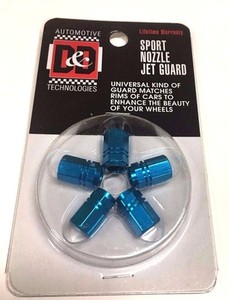 AUTOMOTIVE
D&D
TECHNOLOGIES
Lifetime Warranty
SPORT
NOZZLE
JET GUARD
UNIVERSAL KIND OF
GUARD MATCHES
RIMS OF CARS TO
ENHANCE THE BEAUTY
OF YOUR WHEELS